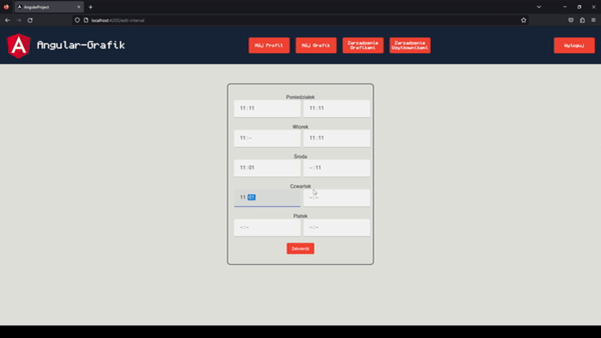 AngularProject
localhost:4200/edit-interval
Angular-Grafik
Mój Profil
Mój Grafik
Zarządzanie
Grafikami
Zarządzanie
Użytkownikami
Wyloguj
Poniedziałek
11:11 11:11
Wtorek
11:-- 11:11
Środa
11:01 --:11
Czwartek
11:01 --:--
Piątek
--:-- --:--
Zatwierdź